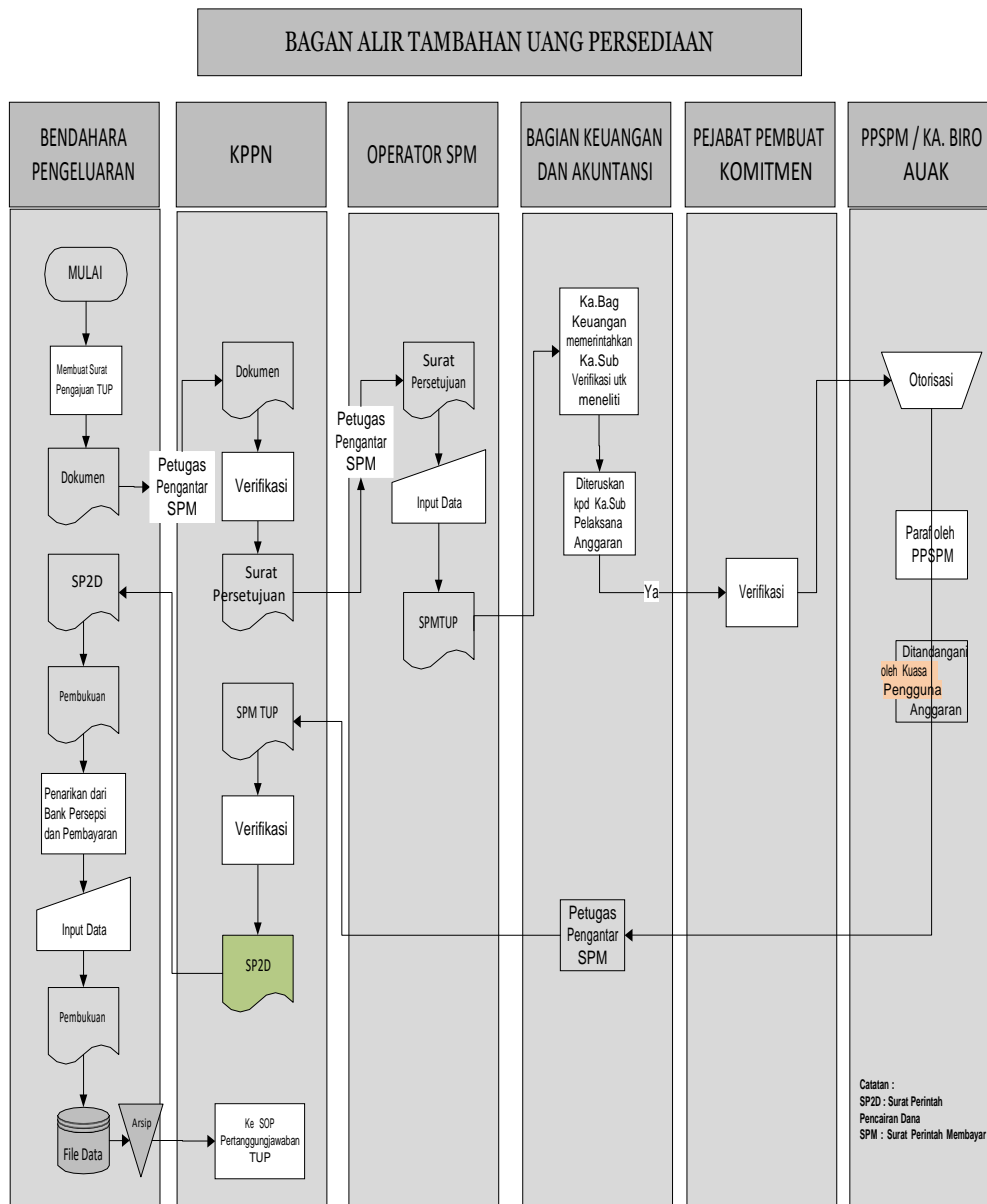 BAGAN ALIR TAMBAHAN UANG PERSEDIAAN
BENDAHARA
PENGELUARAN
KPPN
OPERATOR SPM
BAGIAN KEUANGAN
DAN AKUNTANSI
PEJABAT PEMBUAT
KOMITMEN
PPSPM / KA. BIRO
AUAK
MULAI
Membuat Surat
Pengajuan TUP
Dokumen
Petugas
Pengantar
SPM
SP2D
Pembukuan
Penarikan dari
Bank Persepsi
dan Pembayaran
Input Data
Pembukuan
File Data
Arsip
Dokumen
Verifikasi
Surat
Persetujuan
SPM TUP
Verifikasi
SP2D
Ke SOP
Pertanggungjawaban
TUP
Petugas
Pengantar
SPM
Surat
Persetujuan
Input Data
SPMTUP
Ka.Bag
Keuangan
memerintahkan
Ka.Sub
Verifikasi utk
meneliti
Diteruskan
kpd Ka.Sub
Pelaksana
Anggaran
Ya
Petugas
Pengantar
SPM
Verifikasi
Otorisasi
Paraf oleh
PPSPM
Ditandangani
oleh Kuasa
Pengguna
Anggaran
Catatan :
SP2D : Surat Perintah
Pencairan Dana
SPM : Surat Perintah Membayar